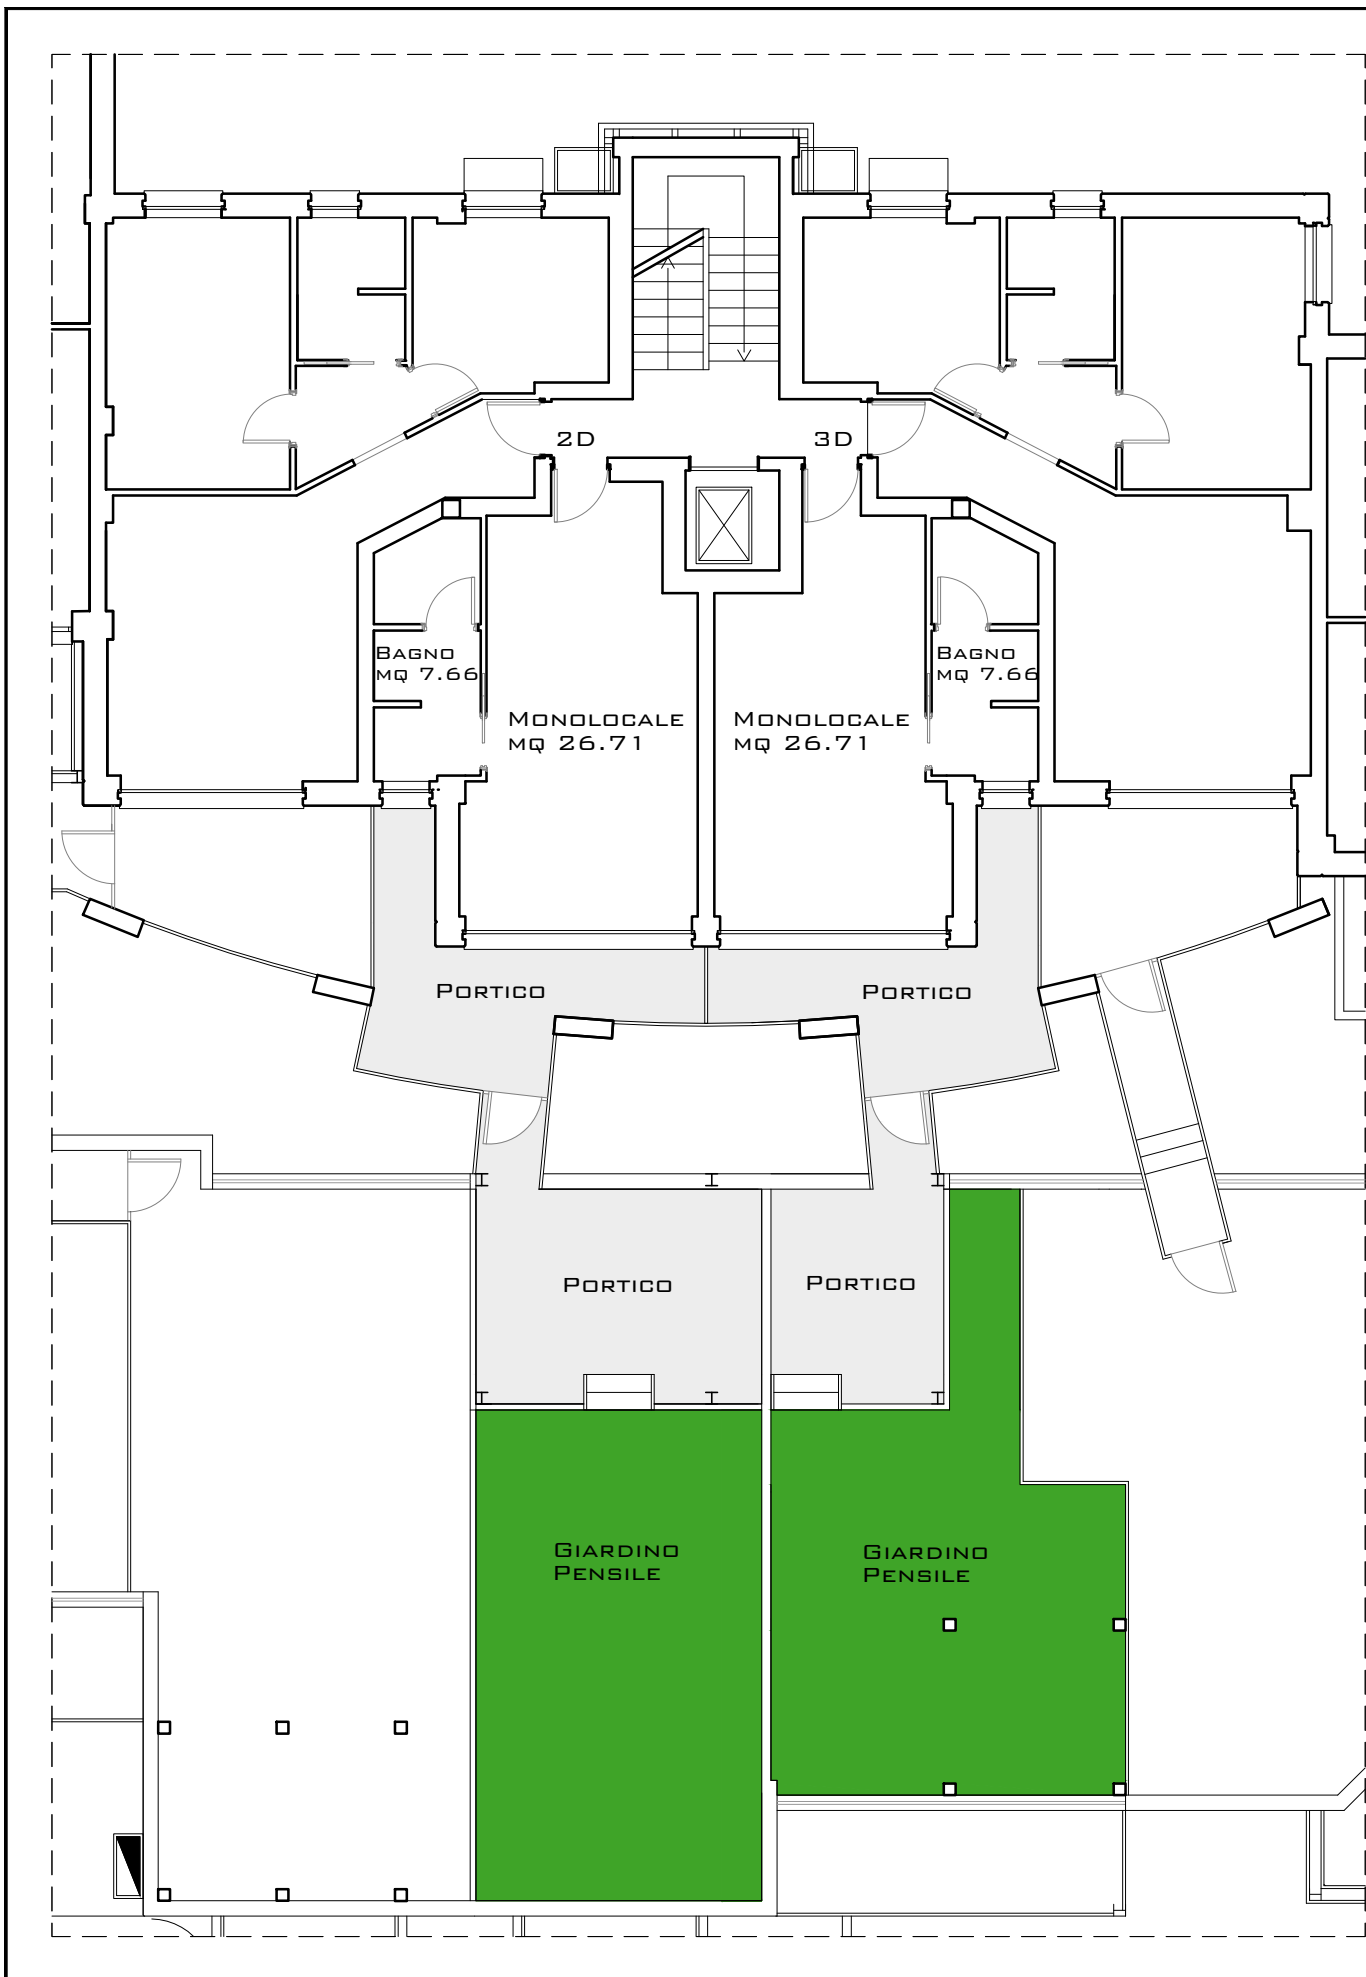 2D
3D
Bagno
mq 7.66
Bagno
mq 7.66
Monolocale
mq 26.71
Monolocale
mq 26.71
Portico
Portico
Portico
Portico
Giardino
Pensile
Giardino
Pensile